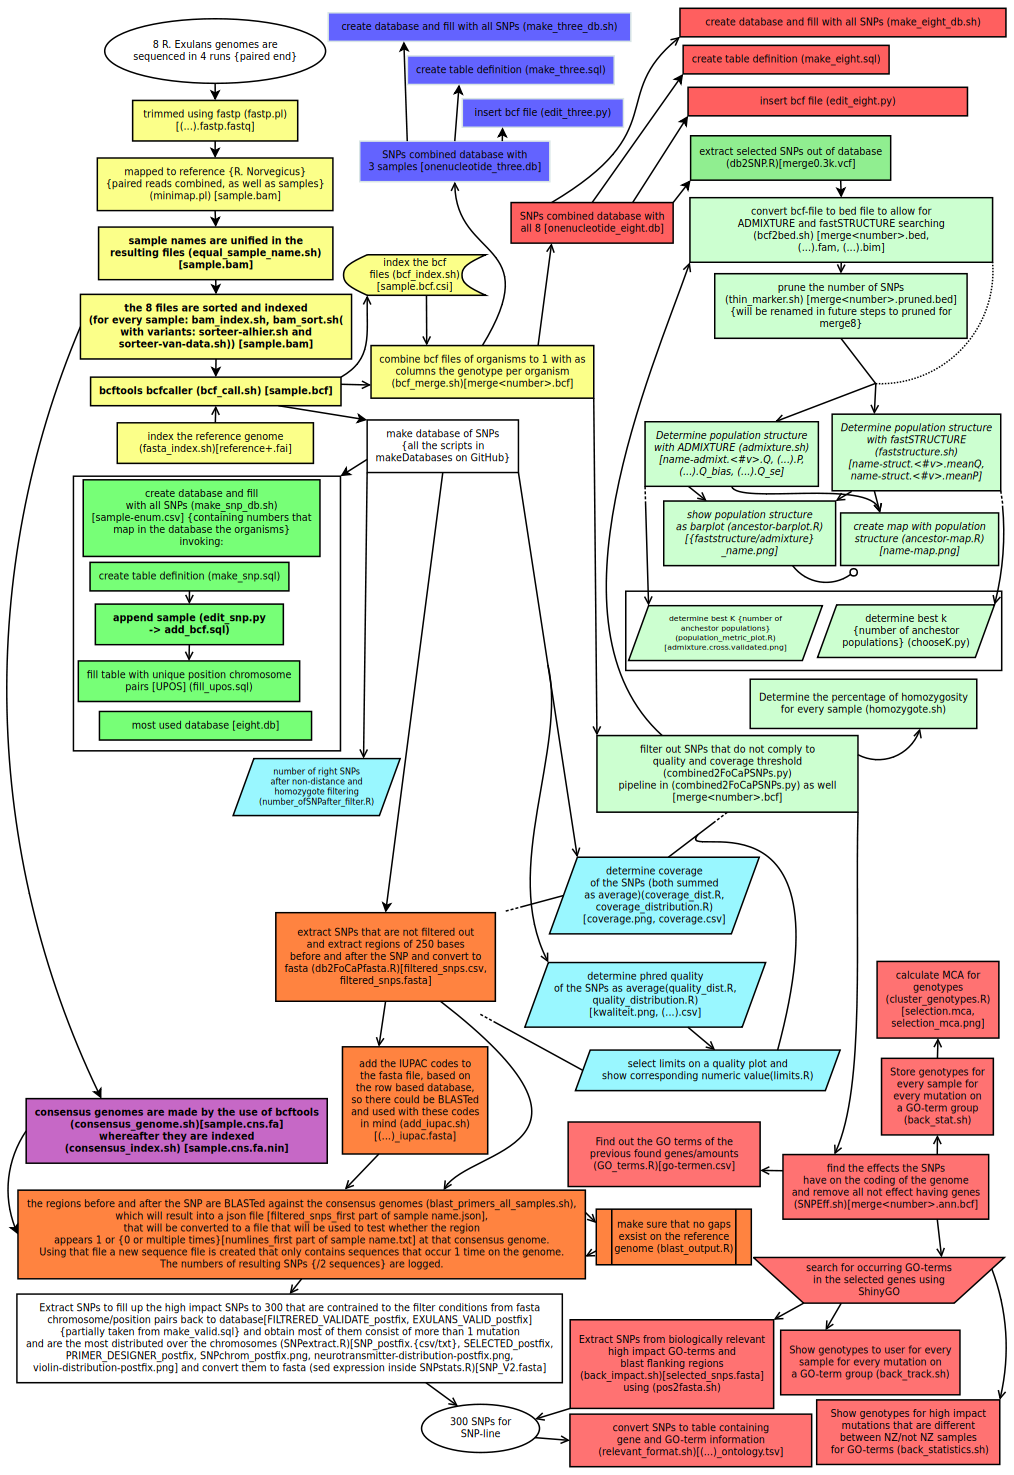 8 R. Exulans genomes are
sequenced in 4 runs {paired end}
trimmed using fastp (fastp.pl)
[(...).fastp.fastq]
mapped to reference {R. Norvegicus}
{paired reads combined, as well as samples}
(minimap.pl) [sample.bam]
sample names are unified in the
resulting files (equal_sample_name.sh)
[sample.bam]
the 8 files are sorted and indexed
(for every sample: bam_index.sh, bam_sort.sh(
with variants: sorteer-alhier.sh and
sorteer-van-data.sh)) [sample.bam]
bcftools bcfcaller (bcf_call.sh) [sample.bcf]
index the reference genome
(fasta_index.sh)[reference+.fai]
create database and fill with all SNPs (make_three_db.sh)
create table definition (make_three.sql)
insert bcf file (edit_three.py)
SNPs combined database with
3 samples [onenucleotide_three.db]
index the bcf
files (bcf_index.sh)
[sample.bcf.csi]
combine bcf files of organisms to 1 with as
columns the genotype per organism
(bcf_merge.sh)[merge<number>.bcf]
create database and fill with all SNPs (make_eight_db.sh)
create table definition (make_eight.sql)
insert bcf file (edit_eight.py)
SNPs combined database with
all 8 [onenucleotide_eight.db]
extract selected SNPs out of database
(db2SNP.R)[merge0.3k.vcf]
convert bcf-file to bed file to allow for
ADMIXTURE and fastSTRUCTURE searching
(bcf2bed.sh) [merge<number>.bed,
(...).fam, (...).bim]
prune the number of SNPs
(thin_marker.sh) [merge<number>.pruned.bed]
{will be renamed in future steps to pruned for
merge8}
Determine population structure
with ADMIXTURE (admixture.sh)
[name-admixt.<#v>.Q, (...).P,
(...).Q_bias, (...).Q_se]
Determine population structure
with fastSTRUCTURE
(faststructure.sh)
[name-struct.<#v>.meanQ,
name-struct.<#v>.meanP]
show population structure
as barplot (ancestor-barplot.R)
[{faststructure/admixture}
_name.png]
create map with population
structure (ancestor-map.R)
[name-map.png]
determine best K {number of
anchestor populations}
(population_metric_plot.R)
[admixture.cross.validated.png]
determine best k
{number of anchestor
populations} (chooseK.py)
Determine the percentage of homozygosity
for every sample (homozygote.sh)
make database of SNPs
{all the scripts in
makeDatabases on GitHub}
create database and fill
with all SNPs (make_snp_db.sh)
[sample-enum.csv] {containing numbers that
map in the database the organisms}
invoking:
create table definition (make_snp.sql)
append sample (edit_snp.py
-> add_bcf.sql)
fill table with unique position chromosome
pairs [UPOS] (fill_upos.sql)
most used database [eight.db]
number of right SNPs
after non-distance and
homozygote filtering
(number_ofSNPafter_filter.R)
filter out SNPs that do not comply to
quality and coverage threshold
(combined2FoCaPSNPs.py)
pipeline in (combined2FoCaPSNPs.py) as well
[merge<number>.bcf]
determine coverage
of the SNPs (both summed
as average)(coverage_dist.R,
coverage_distribution.R)
[coverage.png, coverage.csv]
extract SNPs that are not filtered out
and extract regions of 250 bases
before and after the SNP and convert to
fasta (db2FoCaPfasta.R)[filtered_snps.csv,
filtered_snps.fasta]
determine phred quality
of the SNPs as average(quality_dist.R,
quality_distribution.R)
[kwaliteit.png, (...).csv]
select limits on a quality plot and
show corresponding numeric value(limits.R)
add the IUPAC codes to
the fasta file, based on
the row based database,
so there could be BLASTed
and used with these codes
in mind (add_iupac.sh)
[(...)_iupac.fasta]
consensus genomes are made by the use of bcftools
(consensus_genome.sh)[sample.cns.fa]
whereafter they are indexed
(consensus_index.sh) [sample.cns.fa.nin]
calculate MCA for
genotypes
(cluster_genotypes.R)
[selection.mca,
selection_mca.png]
Store genotypes for
every sample for
every mutation on
a GO-term group
(back_stat.sh)
Find out the GO terms of the
previous found genes/amounts
(GO_terms.R)[go-termen.csv]
find the effects the SNPs
have on the coding of the genome
and remove all not effect having genes
(SNPEff.sh)[merge<number>.ann.bcf]
the regions before and after the SNP are BLASTed against the consensus genomes (blast_primers_all_samples.sh),
which will result into a json file [filtered_snps_first part of sample name.json],
that will be converted to a file that will be used to test whether the region
appears 1 or {0 or multiple times}[numlines_first part of sample name.txt] at that consensus genome.
Using that file a new sequence file is created that only contains sequences that occur 1 time on the genome.
The numbers of resulting SNPs {/2 sequences} are logged.
make sure that no gaps
exsist on the reference
genome (blast_output.R)
search for occurring GO-terms
in the selected genes using
ShinyGO
Extract SNPs to fill up the high impact SNPs to 300 that are contrained to the filter conditions from fasta
chromosome/position pairs back to database[FILTRERED_VALIDATE_postfix, EXULANS_VALID_postfix]
{partially taken from make_valid.sql} and obtain most of them consist of more than 1 mutation
and are the most distributed over the chromosomes (SNPextract.R)[SNP_postfix.{csv/txt}, SELECTED_postfix,
PRIMER_DESIGNER_postfix, SNPchrom_postfix.png, neurotransmitter-distribution-postfix.png,
violin-distribution-postfix.png] and convert them to fasta (sed expression inside SNPstats.R)[SNP_V2.fasta]
Extract SNPs from biologically relevant
high impact GO-terms and
blast flanking regions
(back_impact.sh)[selected_snps.fasta]
using (pos2fasta.sh)
Show genotypes to user for every
sample for every mutation on
a GO-term group (back_track.sh)
Show genotypes for high impact
mutations that are different
between NZ/not NZ samples
for GO-terms (back_statistics.sh)
300 SNPs for
SNP-line
convert SNPs to table containing
gene and GO-term information
(relevant_format.sh)[(...)_ontology.tsv]